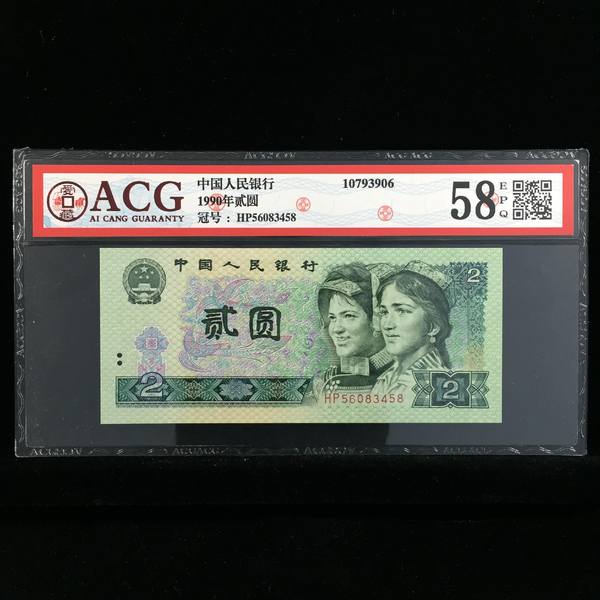 ACG
AI CANG GUARANTY
中国人民银行 10793906
1990年贰圆
冠号 : HP56083458
58 EPQ
中国人民银行
贰圆
2
2
2
HP56083458